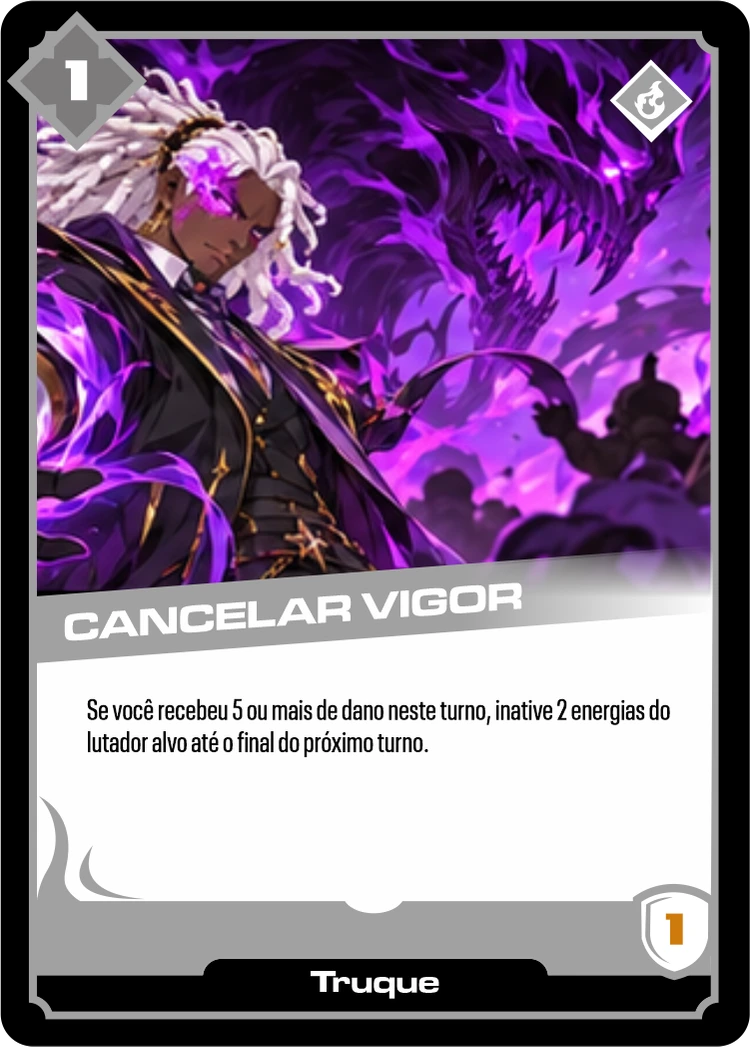 1
CANCELAR VIGOR
Se você recebeu 5 ou mais de dano neste turno, inative 2 energias do
lutador alvo até o final do próximo turno.
1
Truque